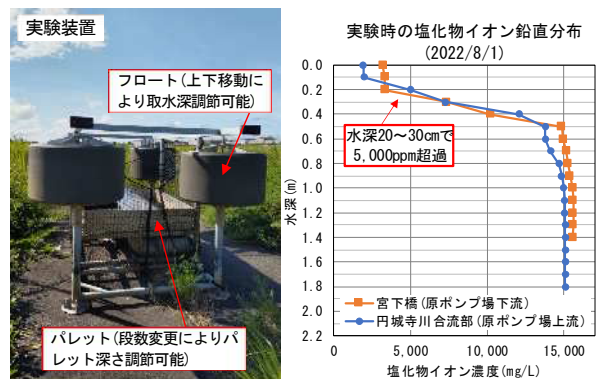 実験装置
フロート(上下移動に
より取水深調節可能)
パレット(段数変更によりパ
レット深さ調節可能)
実験時の塩化物イオン鉛直分布
(2022/8/1)
水深(m)
0.0
0.2
0.4
0.6
0.8
1.0
1.2
1.4
1.6
1.8
2.0
2.2
水深20～30cmで
5,000ppm超過
宮下橋(原ポンプ場下流)
円城寺川合流部(原ポンプ場上流)
0 5,000 10,000 15,000
塩化物イオン濃度(mg/L)